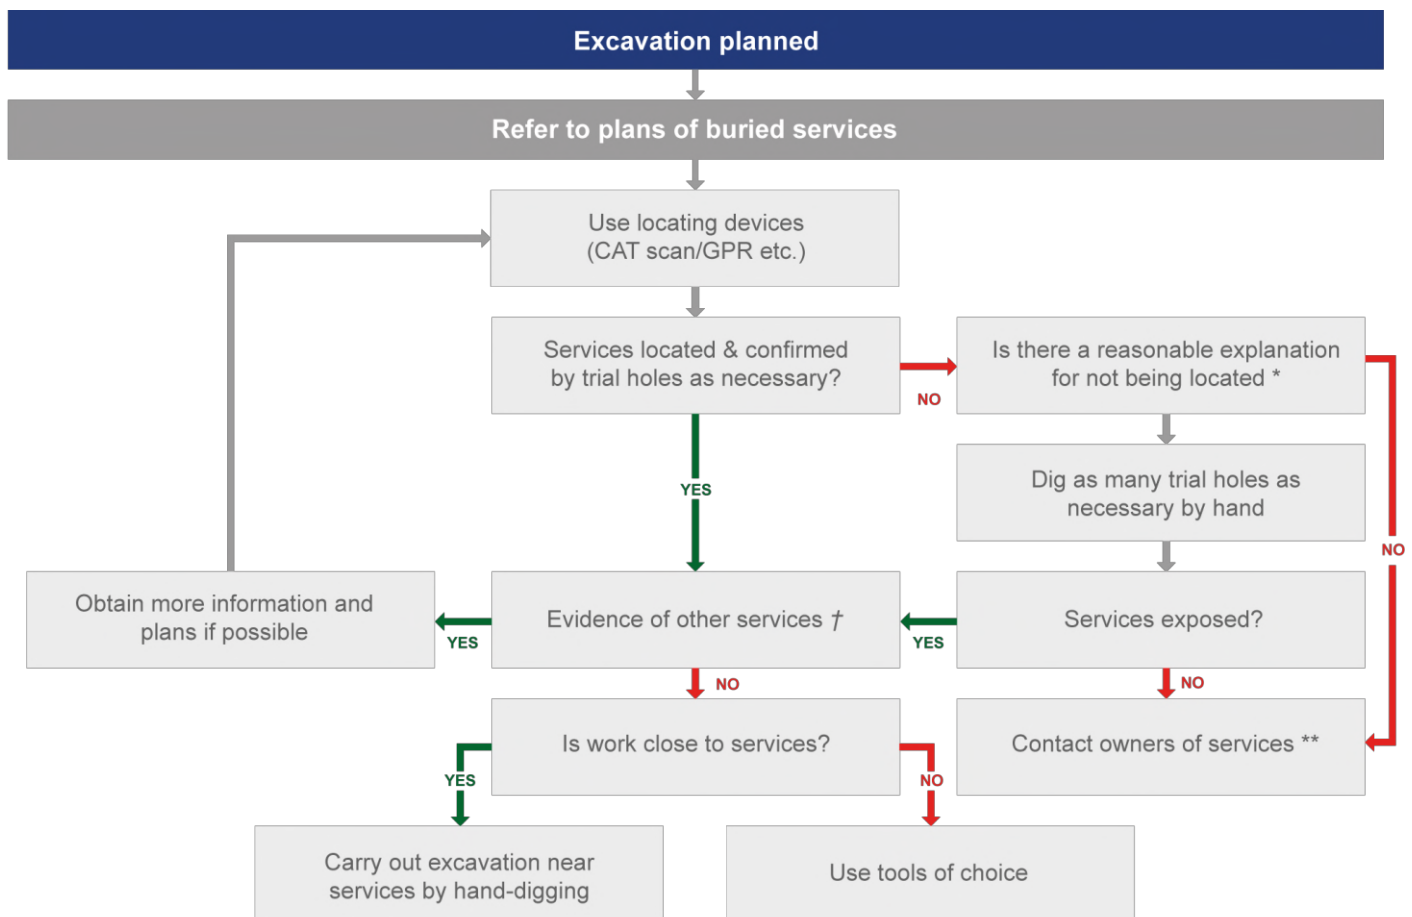 Excavation planned
Refer to plans of buried services
Use locating devices
(CAT scan/GPR etc.)
Services located & confirmed
by trial holes as necessary?
NO
Is there a reasonable explanation
for not being located *
YES
Dig as many trial holes as
necessary by hand
NO
Obtain more information and
plans if possible
YES
Evidence of other services †
YES
Services exposed?
NO
NO
Is work close to services?
Contact owners of services **
YES
NO
Carry out excavation near
services by hand-digging
Use tools of choice